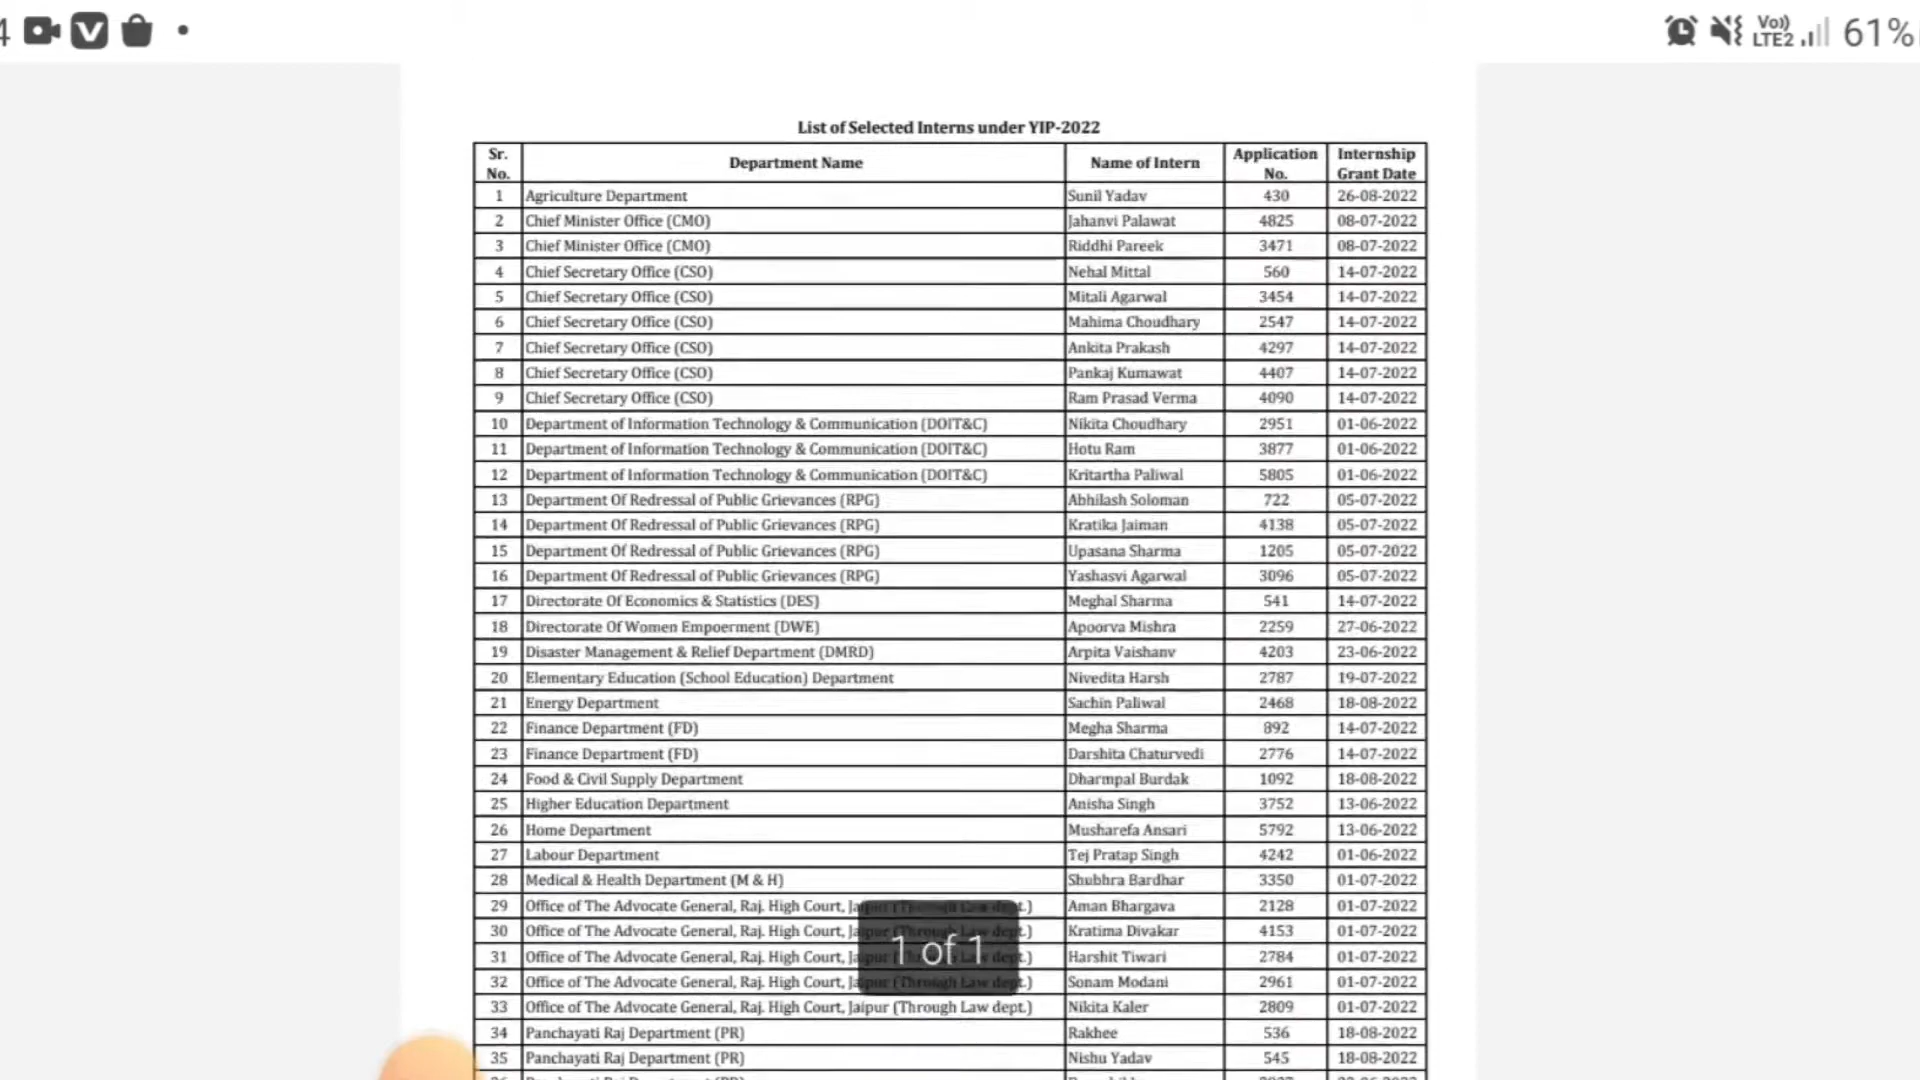 4 Vo)) LTE2 61%
List of Selected Interns under YIP-2022
Sr. No. Department Name Name of Intern Application No. Internship Grant Date
1 Agriculture Department Sunil Yadav 430 26-08-2022
2 Chief Minister Office (CMO) Jahanvi Palawat 4825 08-07-2022
3 Chief Minister Office (CMO) Riddhi Pareek 3471 08-07-2022
4 Chief Secretary Office (CSO) Nehal Mittal 560 14-07-2022
5 Chief Secretary Office (CSO) Mitali Agarwal 3454 14-07-2022
6 Chief Secretary Office (CSO) Mahima Choudhary 2547 14-07-2022
7 Chief Secretary Office (CSO) Ankita Prakash 4297 14-07-2022
8 Chief Secretary Office (CSO) Pankaj Kumawat 4407 14-07-2022
9 Chief Secretary Office (CSO) Ram Prasad Verma 4090 14-07-2022
10 Department of Information Technology & Communication (DOIT&C) Nikita Choudhary 2951 01-06-2022
11 Department of Information Technology & Communication (DOIT&C) Hotu Ram 3877 01-06-2022
12 Department of Information Technology & Communication (DOIT&C) Kritartha Paliwal 5805 01-06-2022
13 Department Of Redressal of Public Grievances (RPG) Abhilash Soloman 722 05-07-2022
14 Department Of Redressal of Public Grievances (RPG) Kratika Jaiman 4138 05-07-2022
15 Department Of Redressal of Public Grievances (RPG) Upasana Sharma 1205 05-07-2022
16 Department Of Redressal of Public Grievances (RPG) Yashasvi Agarwal 3096 05-07-2022
17 Directorate Of Economics & Statistics (DES) Meghal Sharma 541 14-07-2022
18 Directorate Of Women Empoerment (DWE) Apoorva Mishra 2259 27-06-2022
19 Disaster Management & Relief Department (DMRD) Arpita Vaishanv 4203 23-06-2022
20 Elementary Education (School Education) Department Nivedita Harsh 2787 19-07-2022
21 Energy Department Sachin Paliwal 2468 18-08-2022
22 Finance Department (FD) Megha Sharma 892 14-07-2022
23 Finance Department (FD) Darshita Chaturvedi 2776 14-07-2022
24 Food & Civil Supply Department Dharmpal Burdak 1092 18-08-2022
25 Higher Education Department Anisha Singh 3752 13-06-2022
26 Home Department Musharefa Ansari 5792 13-06-2022
27 Labour Department Tej Pratap Singh 4242 01-06-2022
28 Medical & Health Department (M & H) Shubhra Bardhar 3350 01-07-2022
29 Office of The Advocate General, Raj. High Court, Jaipur (Through Law dept.) Aman Bhargava 2128 01-07-2022
30 Office of The Advocate General, Raj. High Court, Jaipur (Through Law dept.) Kratima Divakar 4153 01-07-2022
31 Office of The Advocate General, Raj. High Court, Jaipur (Through Law dept.) Harshit Tiwari 2784 01-07-2022
32 Office of The Advocate General, Raj. High Court, Jaipur (Through Law dept.) Sonam Modani 2961 01-07-2022
33 Office of The Advocate General, Raj. High Court, Jaipur (Through Law dept.) Nikita Kaler 2809 01-07-2022
34 Panchayati Raj Department (PR) Rakhee 536 18-08-2022
35 Panchayati Raj Department (PR) Nishu Yadav 545 18-08-2022
1 of 1